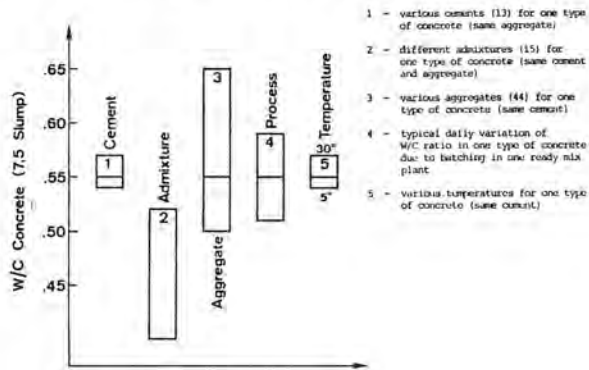 W/C Concrete (7,5 Slump)
.65
.60
.55
.50
.45
Cement
1
Admixture
2
3
Aggregate
Process
4
Temperature
30°
5
5°
1 - various cements (13) for one type
of concrete (same aggregate)
2 - different admixtures (15) for
one type of concrete (same cement
and aggregate)
3 - various aggregates (44) for one
type of concrete (same cement)
4 - typical daily variation of
W/C ratio in one type of concrete
due to batching in one ready mix
plant
5 - various temperatures for one type
of concrete (same cement)